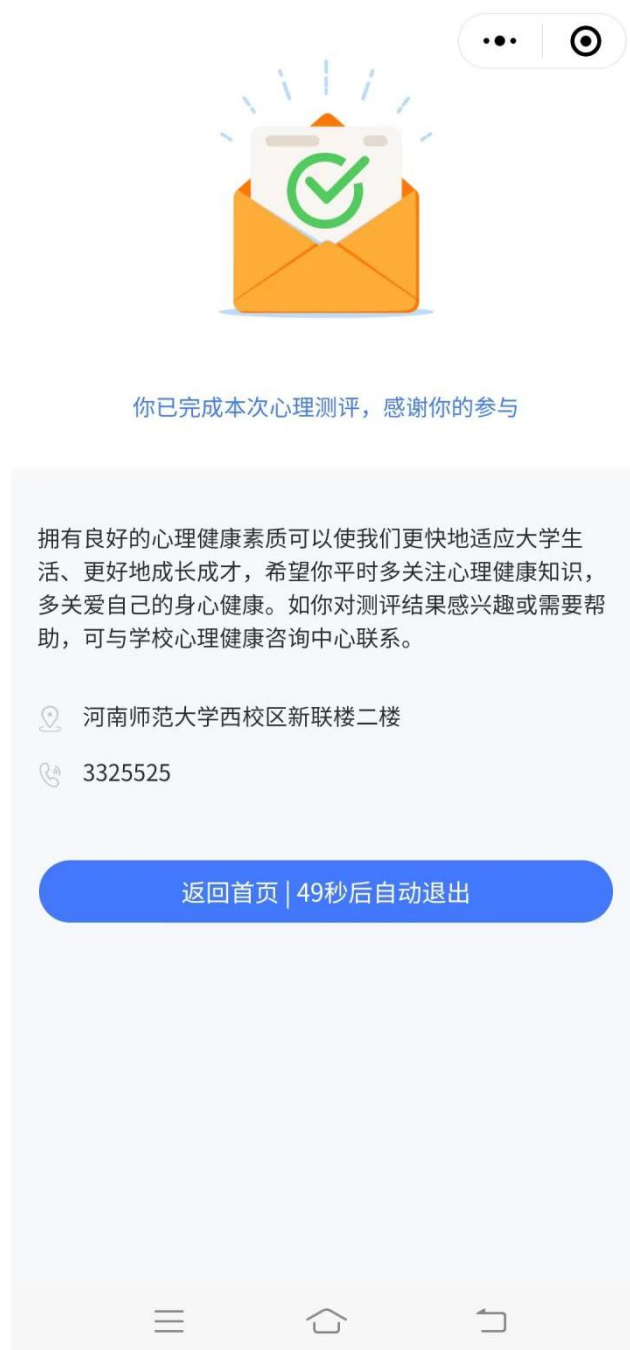 你已完成本次心理测评，感谢你的参与
拥有良好的心理健康素质可以使我们更快地适应大学生
活、更好地成长成才，希望你平时多关注心理健康知识，
多关爱自己的身心健康。如你对测评结果感兴趣或需要帮
助，可与学校心理健康咨询中心联系。
河南师范大学西校区新联楼二楼
3325525
返回首页 | 49秒后自动退出